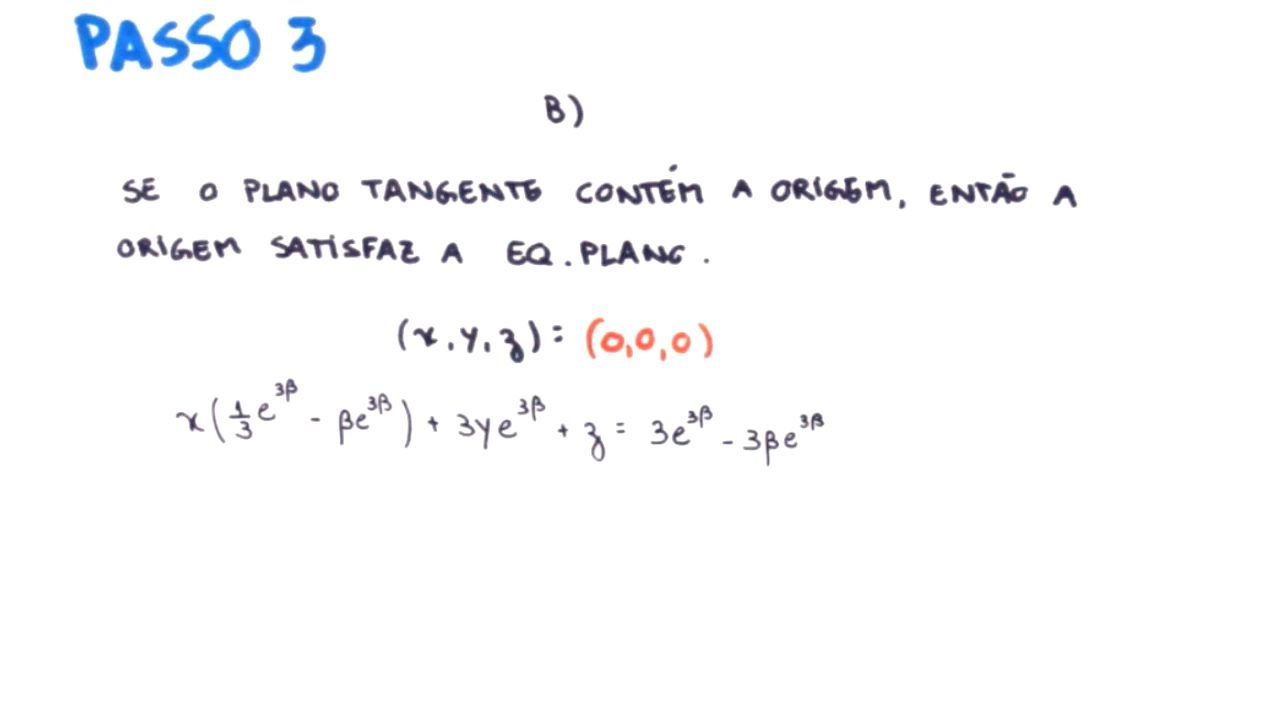 PASSO 3
B)
SE O PLANO TANGENTE CONTÉM A ORIGEM, ENTÃO A
ORIGEM SATISFAZ A EQ. PLANO.
(x, y, z) = (0,0,0)
x(1/3 e^{3β} - βe^{3β}) + 3ye^{3β} + z = 3e^{3β} - 3βe^{3β}